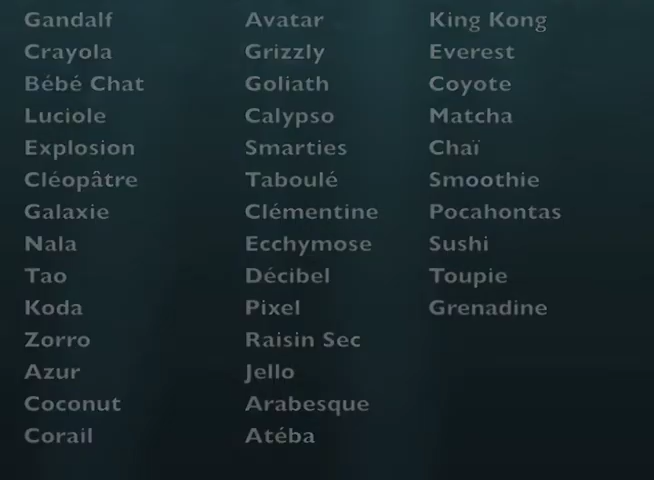 Gandalf
Crayola
Bébé Chat
Luciole
Explosion
Cléopâtre
Galaxie
Nala
Tao
Koda
Zorro
Azur
Coconut
Corail
Avatar
Grizzly
Goliath
Calypso
Smarties
Taboulé
Clémentine
Ecchymose
Décibel
Pixel
Raisin Sec
Jello
Arabesque
Atéba
King Kong
Everest
Coyote
Matcha
Chaï
Smoothie
Pocahontas
Sushi
Toupie
Grenadine